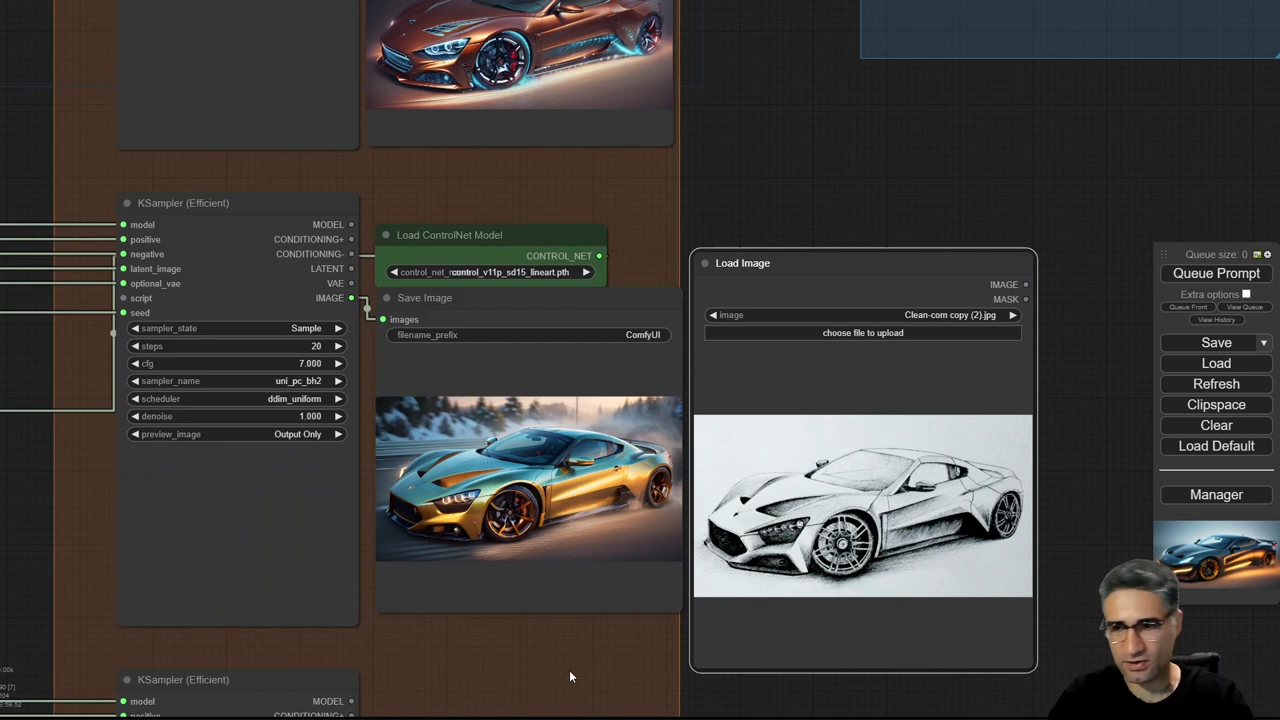 KSampler (Efficient)
model
MODEL
positive
CONDITIONING+
negative
CONDITIONING-
latent_image
LATENT
optional_vae
VAE
script
IMAGE
seed
sampler_state Sample
steps 20
cfg 7.000
sampler_name uni_pc_bh2
scheduler ddim_uniform
denoise 1.000
preview_image Output Only
Load ControlNet Model
CONTROL_NET
control_v11p_sd15_lineart.pth
Save Image
images
filename_prefix ComfyUI
Load Image
IMAGE
MASK
image Clean-com copy (2).jpg
choose file to upload
Queue size: 0
Queue Prompt
Extra options
Queue Front View Queue
View History
Save
Load
Refresh
Clipspace
Clear
Load Default
Manager
KSampler (Efficient)
model
MODEL
CONDITIONING+